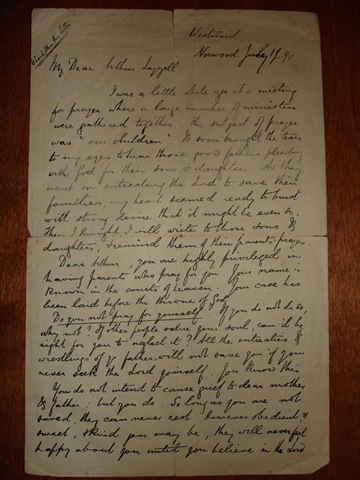 Westwood
Norwood, July 1 90
My Dear Arthur Layzell
I was a little while ago at a meeting
for prayer where a large number of ministers
were gathered together. The subject of prayer
was "our children". It soon brought the tears
to my eyes to hear those good fathers pleading
with God for their sons & daughters. As they
went on entreating the Lord to save their
families, my heart seemed ready to burst
with strong desire that it might be even so.
Then I thought, I will write to those sons &
daughters, & remind them of their parents' prayers
Dear Arthur, you are highly privileged in
having parents who pray for you. Your name is
known in the courts of heaven. Your case has
been laid before the throne of God.
Do you not pray for yourself? If you do not do so,
why not? If other people value your soul, can it be
right for you to neglect it? All the entreaties &
wrestlings of yr father will not save you if you
never seek the Lord yourself. You know this
You do not intend to cause grief to dear mother
& father: but you do. So long as you are not
saved, they can never rest. However obedient &
sweet, & kind you may be, they will never feel
happy about you until you believe in the Lord